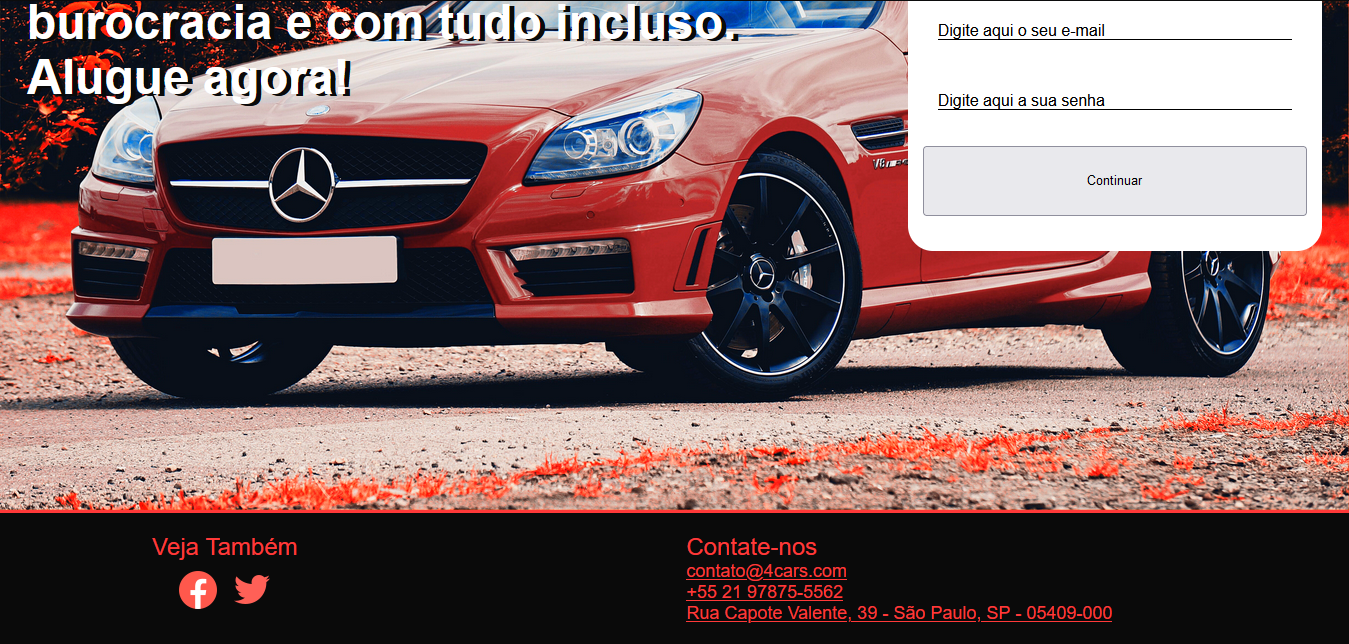 burocracia e com tudo incluso.
Alugue agora!
Digite aqui o seu e-mail
Digite aqui a sua senha
Continuar
Veja Também
Contate-nos
contato@4cars.com
+55 21 97875-5562
Rua Capote Valente, 39 - São Paulo, SP - 05409-000